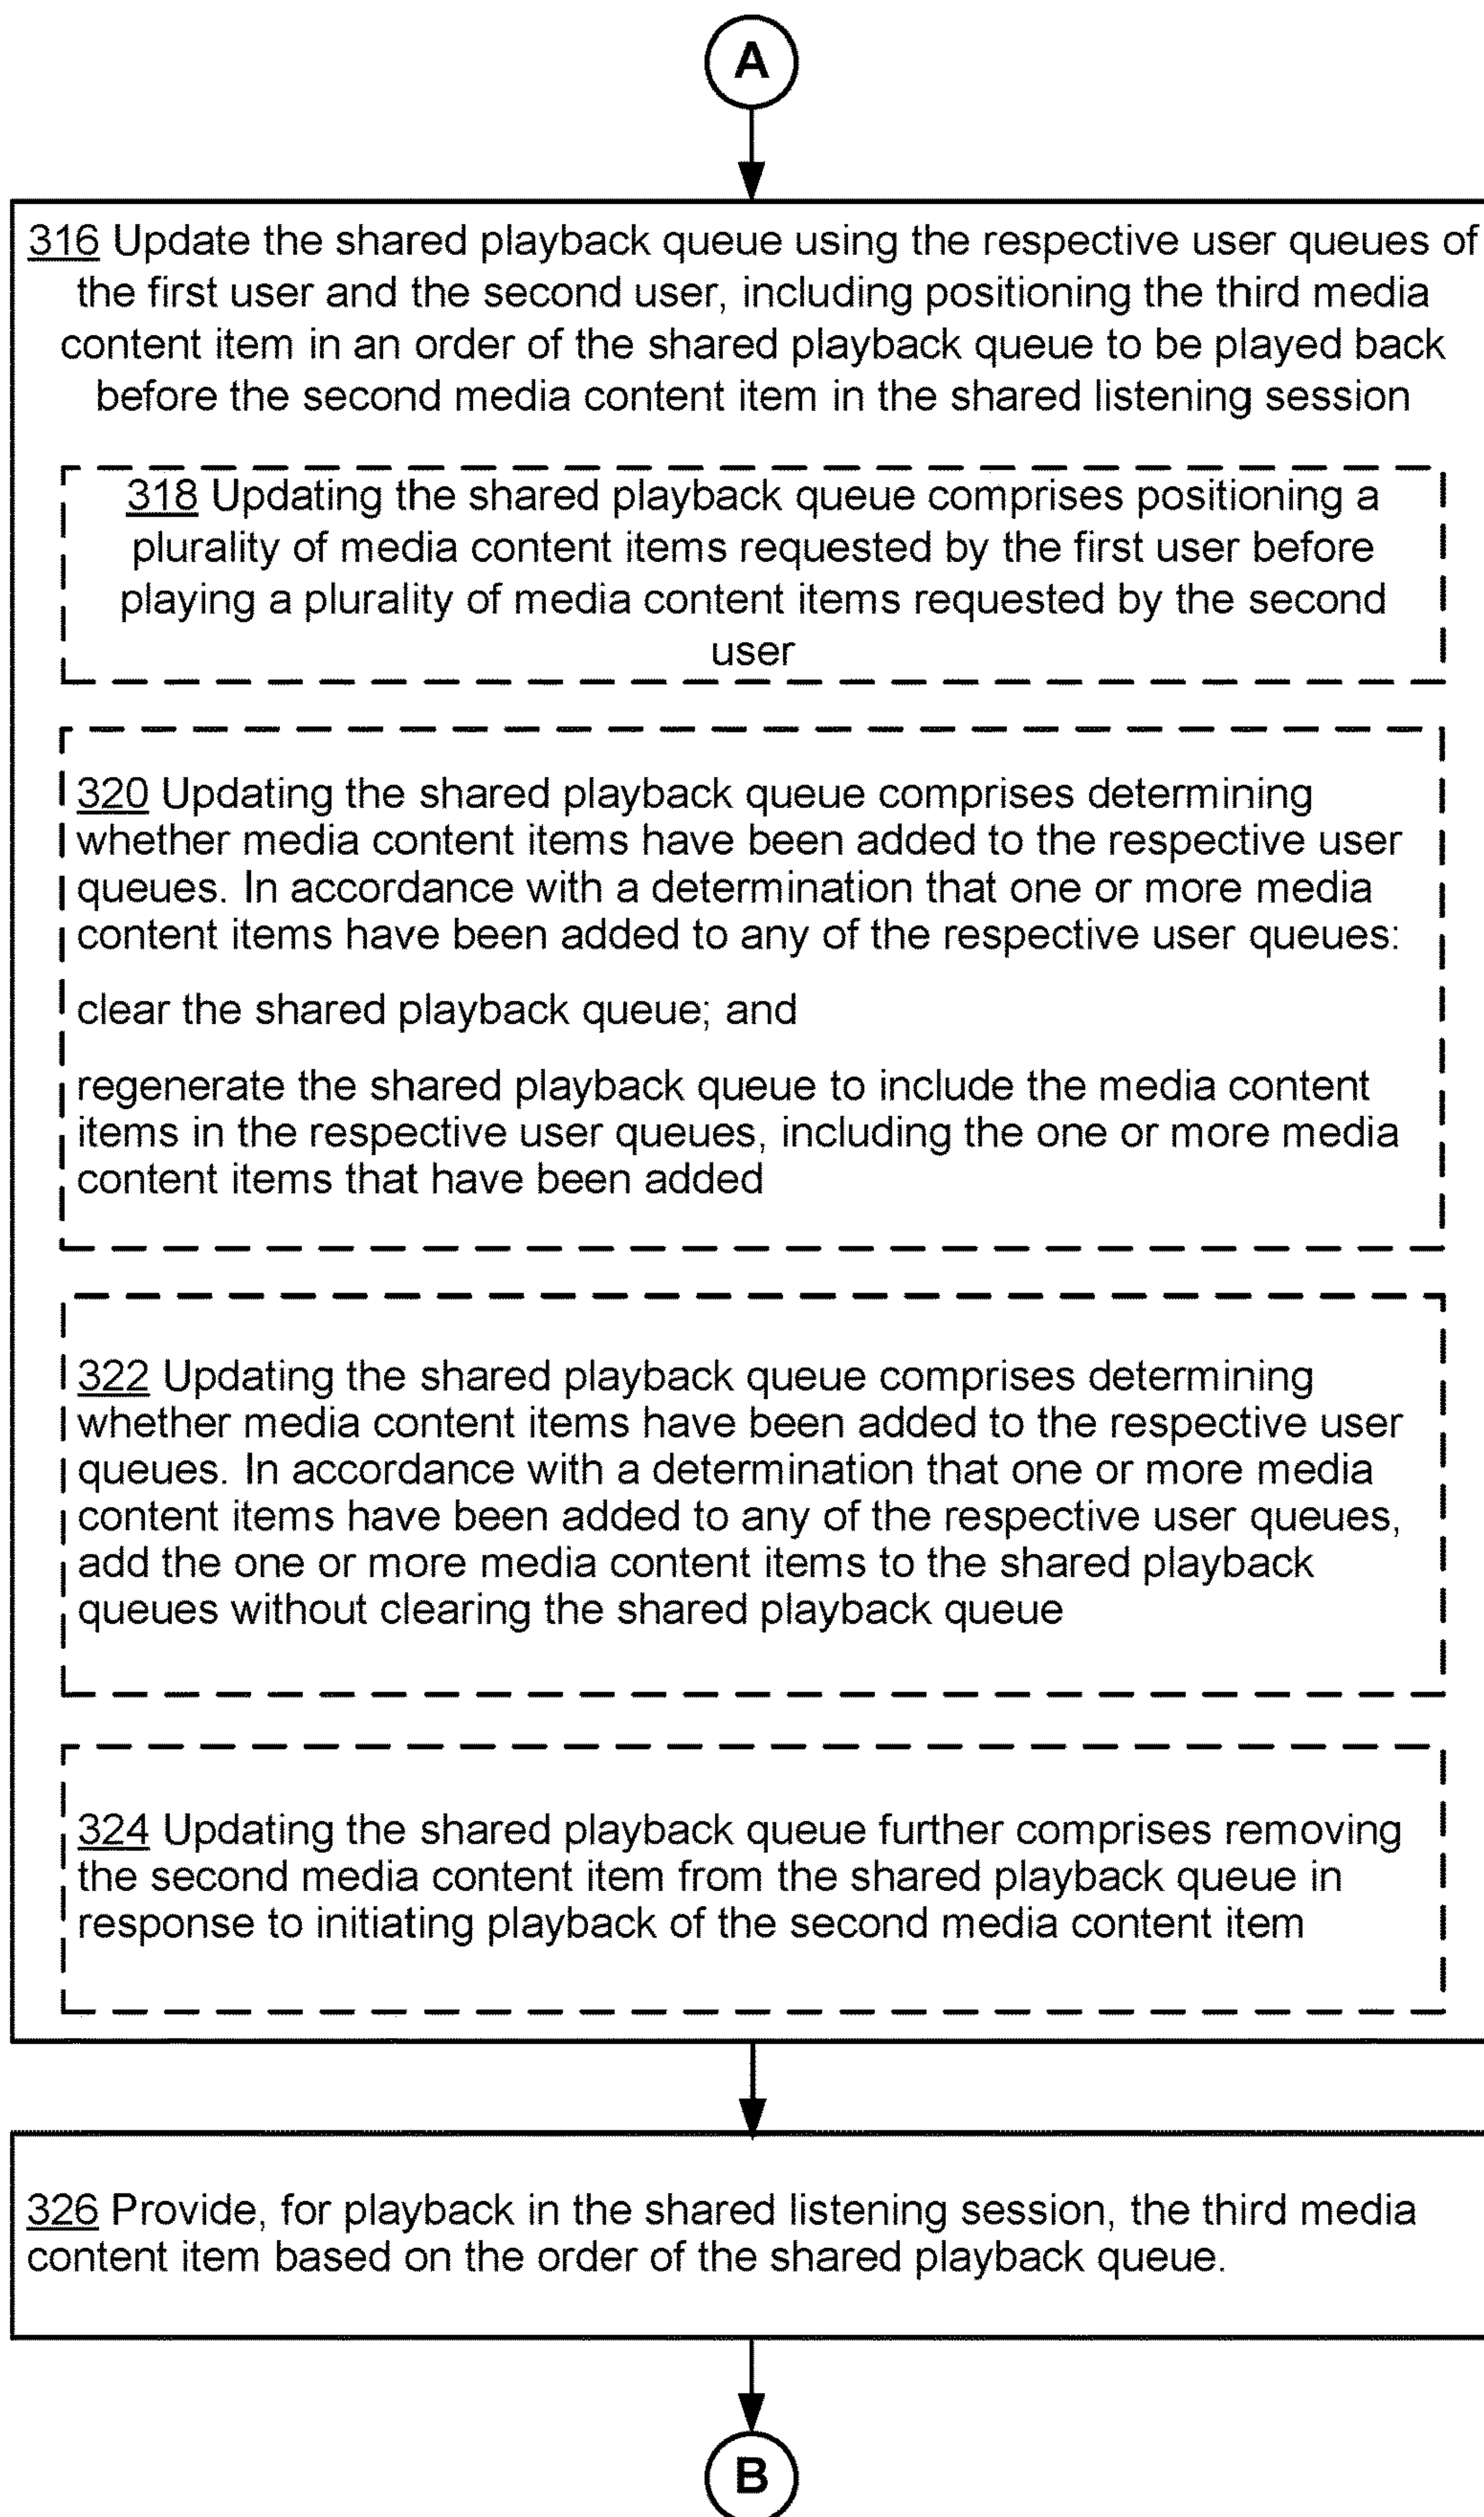 A
316 Update the shared playback queue using the respective user queues of
the first user and the second user, including positioning the third media
content item in an order of the shared playback queue to be played back
before the second media content item in the shared listening session
318 Updating the shared playback queue comprises positioning a
plurality of media content items requested by the first user before
playing a plurality of media content items requested by the second
user
320 Updating the shared playback queue comprises determining
whether media content items have been added to the respective user
queues. In accordance with a determination that one or more media
content items have been added to any of the respective user queues:
clear the shared playback queue; and
regenerate the shared playback queue to include the media content
items in the respective user queues, including the one or more media
content items that have been added
322 Updating the shared playback queue comprises determining
whether media content items have been added to the respective user
queues. In accordance with a determination that one or more media
content items have been added to any of the respective user queues,
add the one or more media content items to the shared playback
queues without clearing the shared playback queue
324 Updating the shared playback queue further comprises removing
the second media content item from the shared playback queue in
response to initiating playback of the second media content item
326 Provide, for playback in the shared listening session, the third media
content item based on the order of the shared playback queue.
B